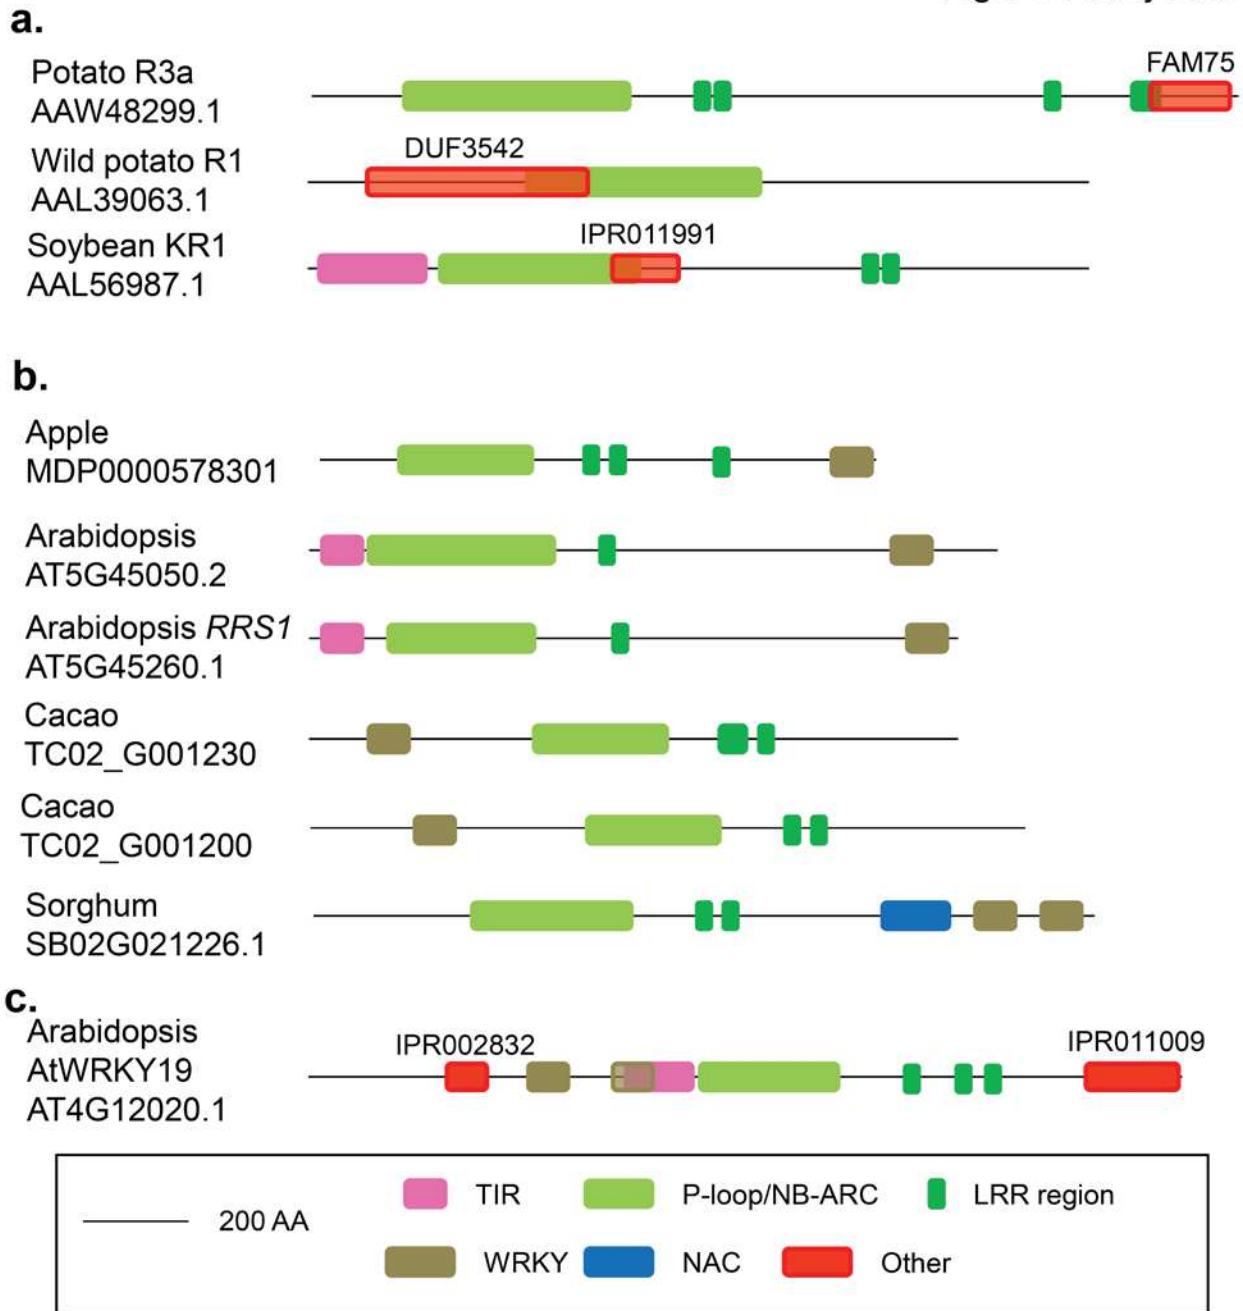 a.
Potato R3a
AAW48299.1
FAM75
Wild potato R1
AAL39063.1
DUF3542
Soybean KR1
AAL56987.1
IPR011991
b.
Apple
MDP0000578301
Arabidopsis
AT5G45050.2
Arabidopsis RRS1
AT5G45260.1
Cacao
TC02_G001230
Cacao
TC02_G001200
Sorghum
SB02G021226.1
c.
Arabidopsis
AtWRKY19
AT4G12020.1
IPR002832
IPR011009
200 AA
TIR
P-loop/NB-ARC
LRR region
WRKY
NAC
Other